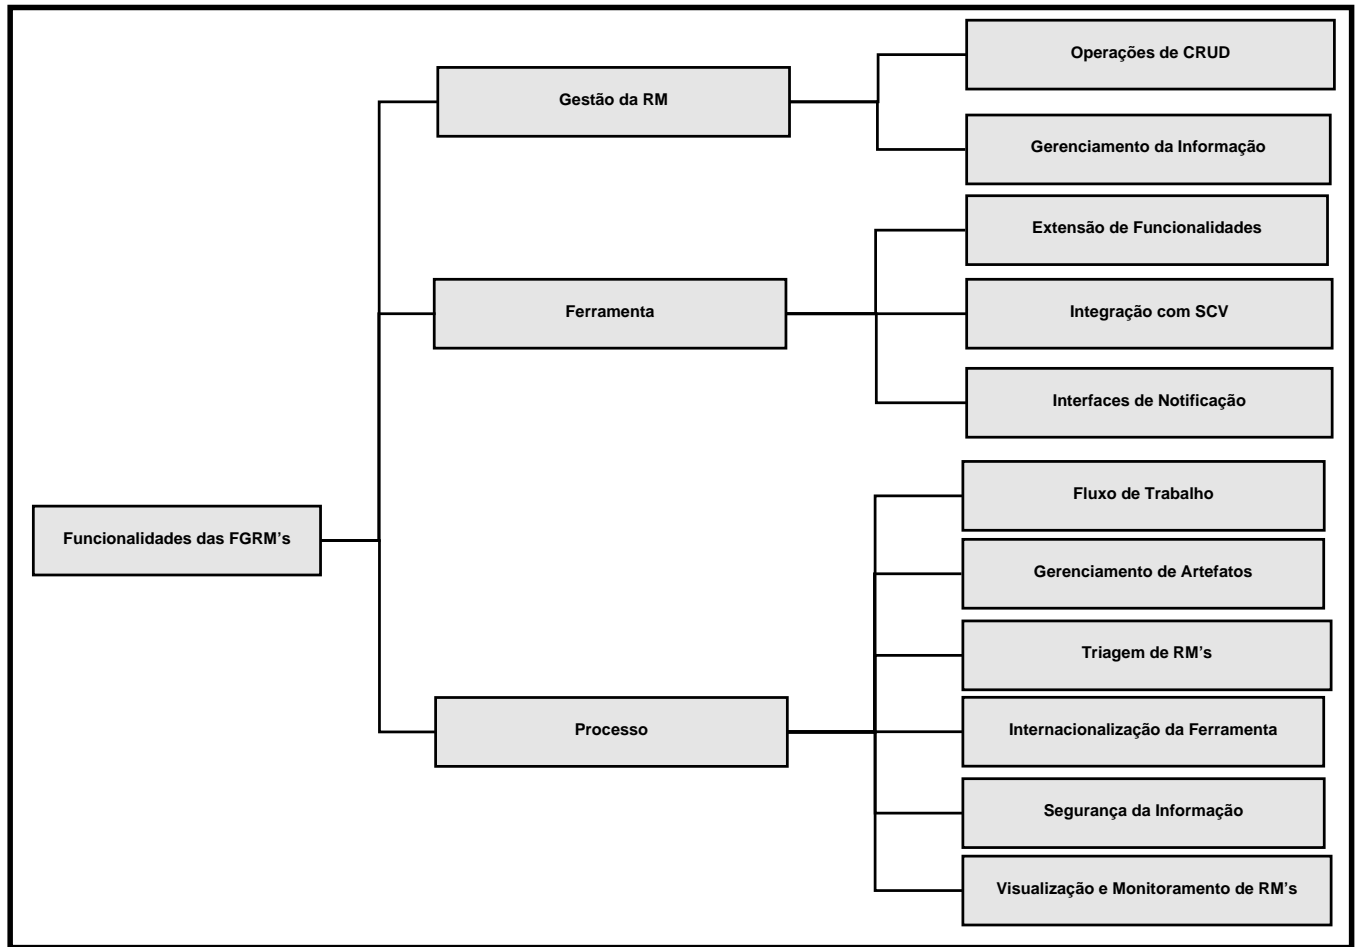 Funcionalidades das FGRM’s
Gestão da RM
Operações de CRUD
Gerenciamento da Informação
Ferramenta
Extensão de Funcionalidades
Integração com SCV
Interfaces de Notificação
Processo
Fluxo de Trabalho
Gerenciamento de Artefatos
Triagem de RM’s
Internacionalização da Ferramenta
Segurança da Informação
Visualização e Monitoramento de RM’s